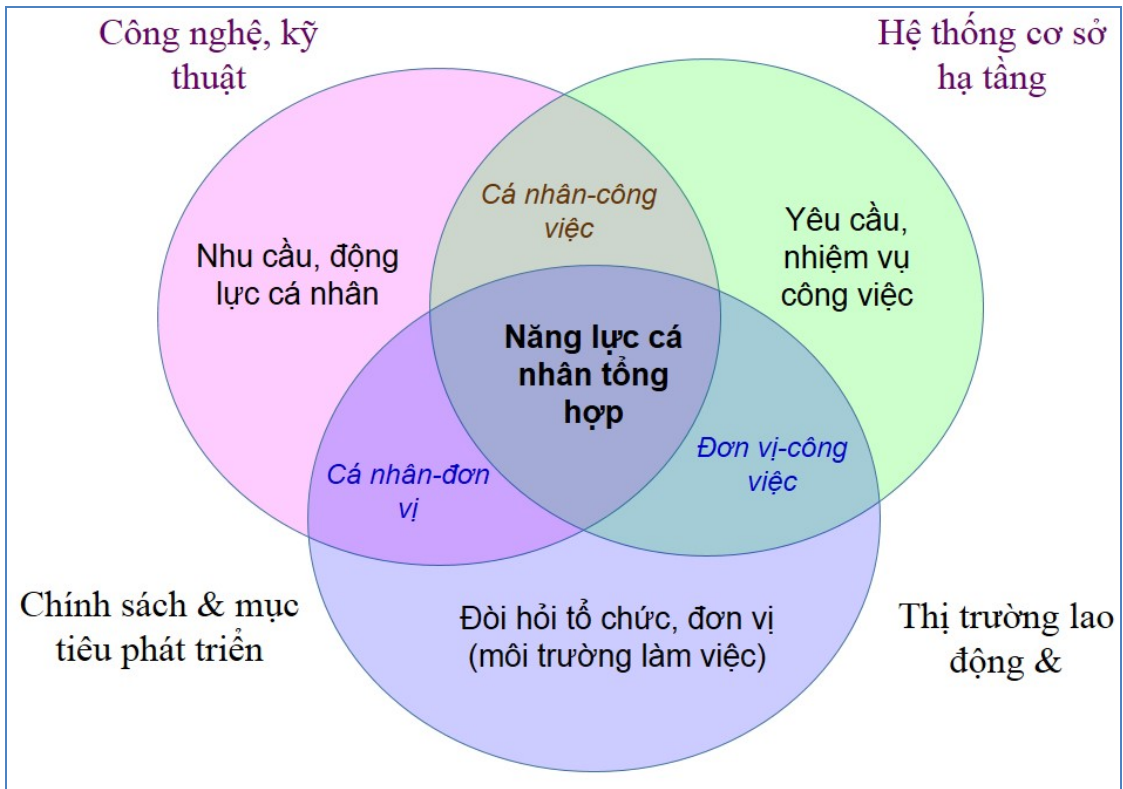 Công nghệ, kỹ
thuật
Hệ thống cơ sở
hạ tầng
Cá nhân-công
việc
Nhu cầu, động
lực cá nhân
Yêu cầu,
nhiệm vụ
công việc
Năng lực cá
nhân tổng
hợp
Cá nhân-đơn
vị
Đơn vị-công
việc
Chính sách & mục
tiêu phát triển
Đòi hỏi tổ chức, đơn vị
(môi trường làm việc)
Thị trường lao
động &